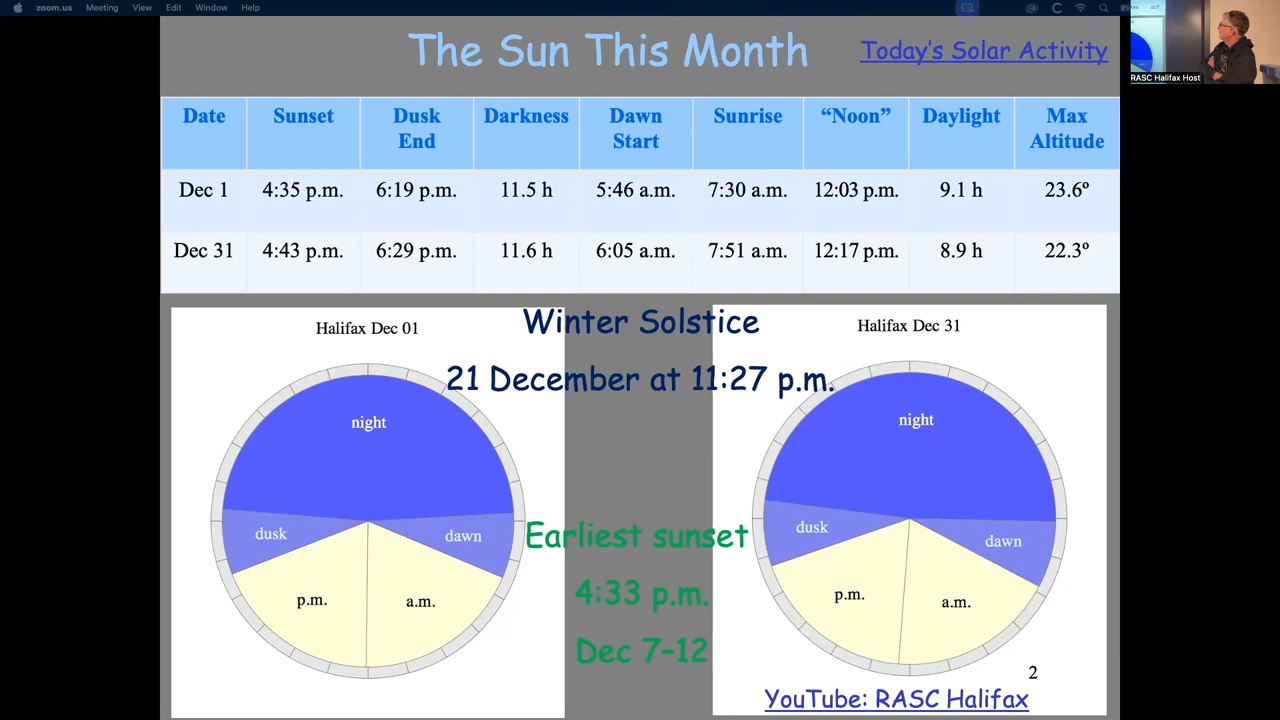 zoom.us Meeting View Edit Window Help
The Sun This Month
Today's Solar Activity
RASC Halifax Host
Date Sunset Dusk End Darkness Dawn Start Sunrise “Noon” Daylight Max Altitude
Dec 1 4:35 p.m. 6:19 p.m. 11.5 h 5:46 a.m. 7:30 a.m. 12:03 p.m. 9.1 h 23.6º
Dec 31 4:43 p.m. 6:29 p.m. 11.6 h 6:05 a.m. 7:51 a.m. 12:17 p.m. 8.9 h 22.3º
Winter Solstice
21 December at 11:27 p.m.
Halifax Dec 01
night
dusk
dawn
p.m.
a.m.
Earliest sunset
4:33 p.m.
Dec 7–12
Halifax Dec 31
night
dusk
dawn
p.m.
a.m.
2
YouTube: RASC Halifax